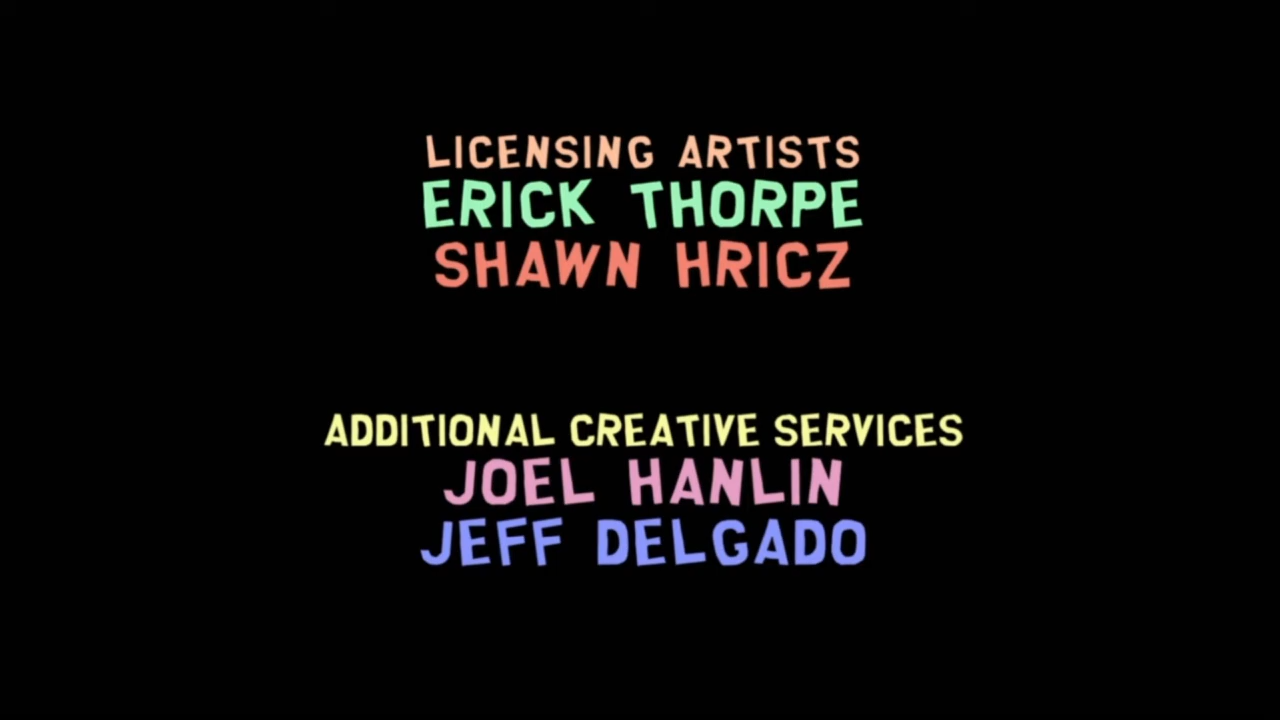 LICENSING ARTISTS
ERICK THORPE
SHAWN HRICZ
ADDITIONAL CREATIVE SERVICES
JOEL HANLIN
JEFF DELGADO